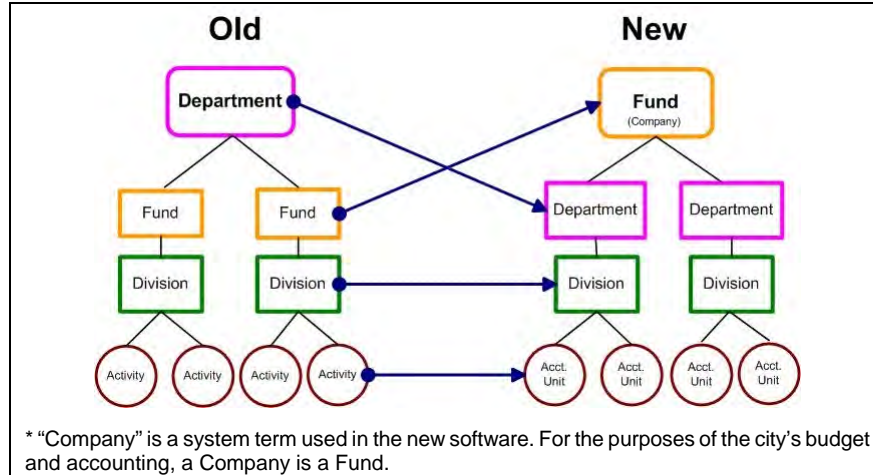 Old New
Department
Fund
(Company)
Fund Fund Department Department
Division Division Division Division
Activity Activity Activity Activity Acct. Unit Acct. Unit Acct. Unit Acct. Unit
* “Company” is a system term used in the new software. For the purposes of the city’s budget
and accounting, a Company is a Fund.